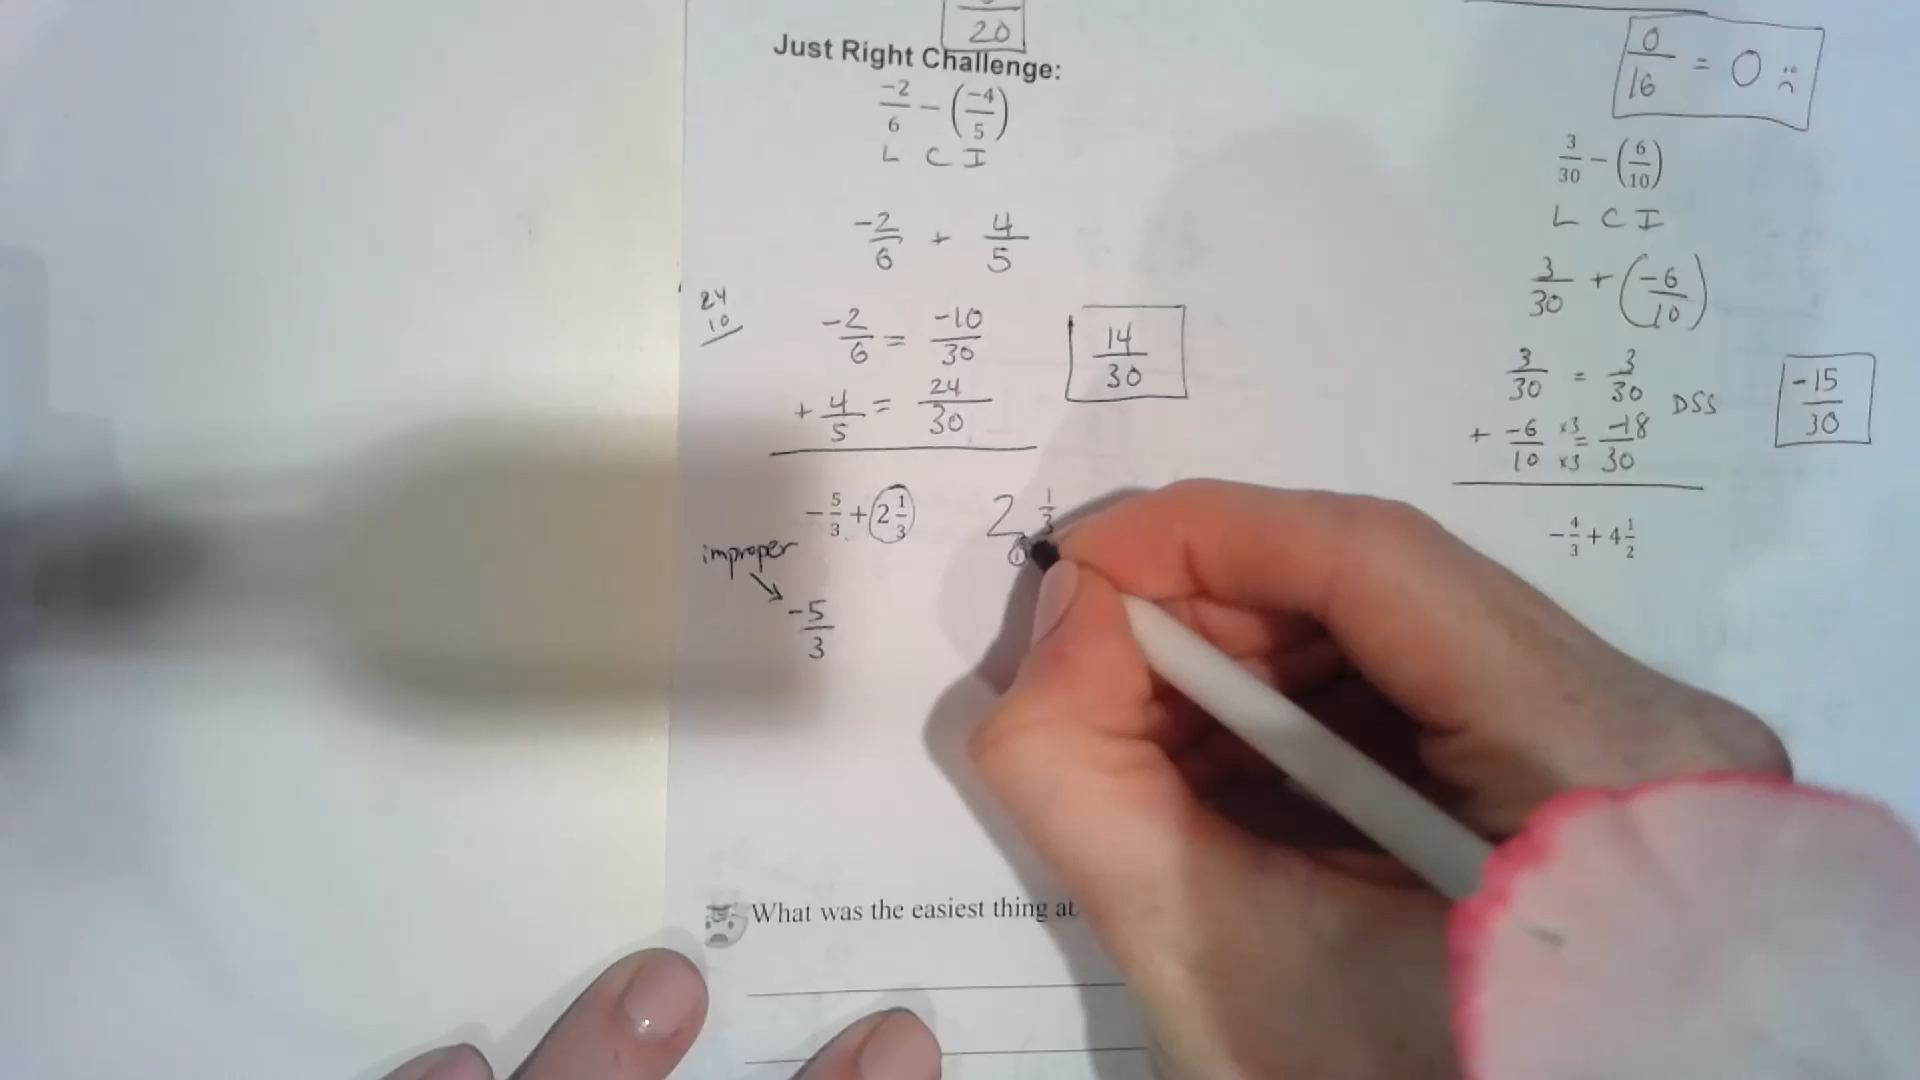 20
Just Right Challenge:
-2/6 - (-4/5)
L C I
-2/6 + 4/5
24
10
-2/6 = -10/30
+ 4/5 = 24/30
14/30
-5/3 + 2 1/3
2 1/3
improper
-5/3
What was the easiest thing at
0/16 = 0
3/30 - (6/10)
L C I
3/30 + (-6/10)
3/30 = 3/30 DSS
+ -6/10 x3 = x3 -18/30
-15/30
-4/3 + 4 1/2